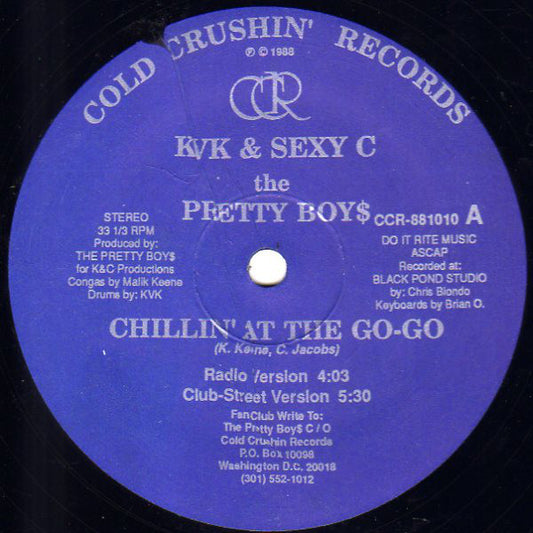 COLD CRUSHIN' RECORDS
℗ © 1988
CCR
KVK & SEXY C
the
PRETTY BOY$
CCR-881010 A
STEREO
33 1/3 RPM
Produced by:
THE PRETTY BOY$
for K&C Productions
Congas by Malik Keene
Drums by: KVK
DO IT RITE MUSIC
ASCAP
Recorded at:
BLACK POND STUDIO
by: Chris Biondo
Keyboards by Brian O.
CHILLIN' AT THE GO-GO
(K. Keine, C. Jacobs)
Radio Version 4:03
Club-Street Version 5:30
FanClub Write To:
The Pretty Boy$ C / O
Cold Crushin Records
P.O. Box 10098
Washington D.C. 20018
(301) 552-1012